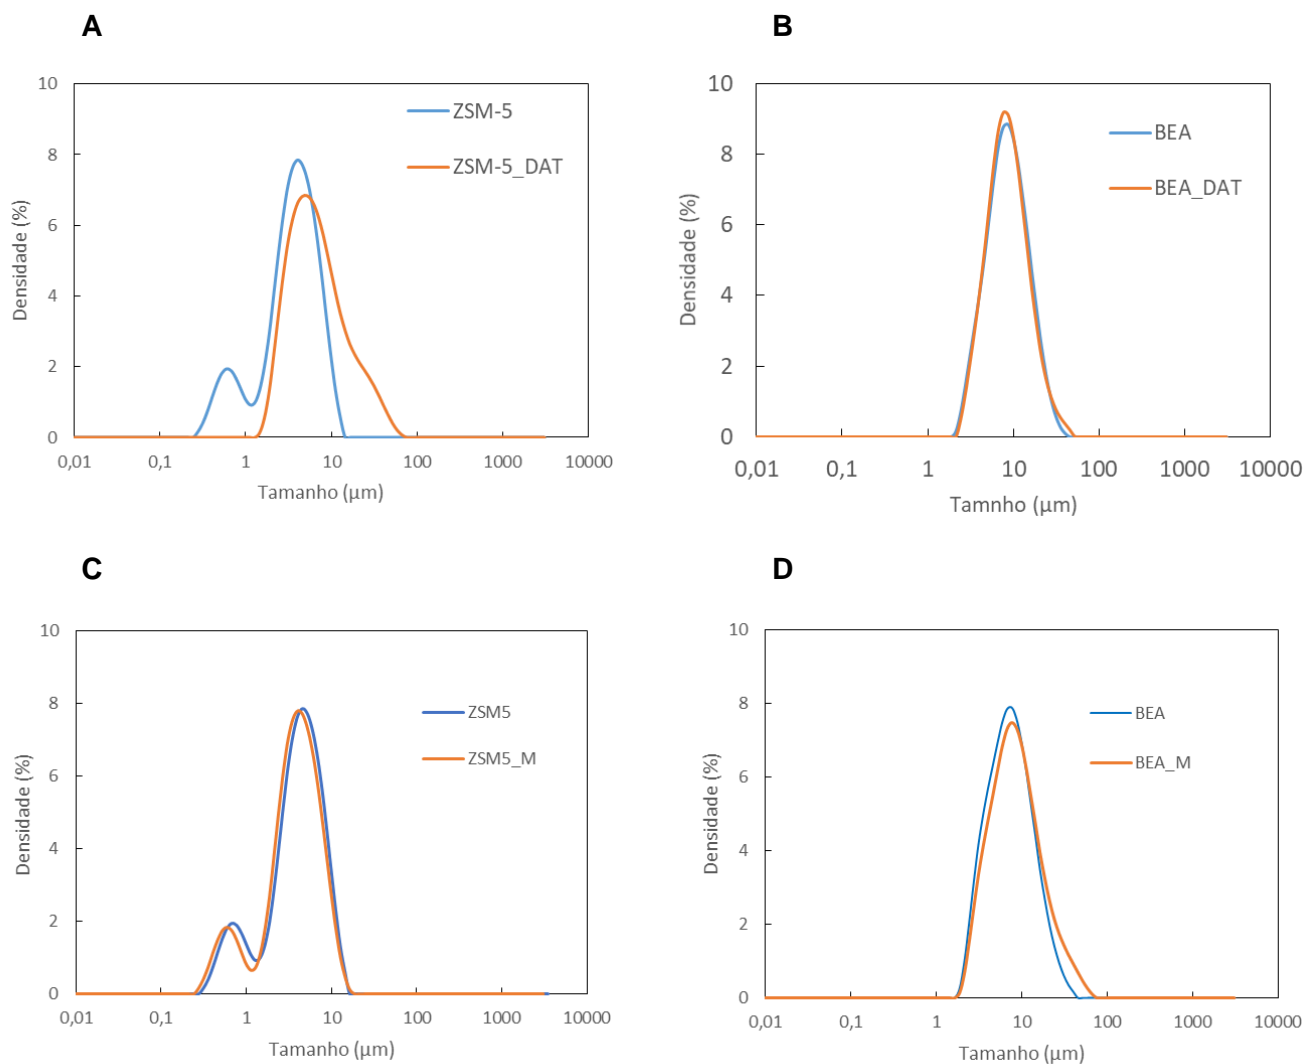 A
10
8
6
4
2
0
Densidade (%)
ZSM-5
ZSM-5_DAT
0,01 0,1 1 10 100 1000 10000
Tamanho (µm)
B
10
8
6
4
2
0
Densidade (%)
BEA
BEA_DAT
0,01 0,1 1 10 100 1000 10000
Tamnho (µm)
C
10
8
6
4
2
0
Densidade (%)
ZSM5
ZSM5_M
0,01 0,1 1 10 100 1000 10000
Tamanho (µm)
D
10
8
6
4
2
0
Densidade (%)
BEA
BEA_M
0,01 0,1 1 10 100 1000 10000
Tamanho (µm)